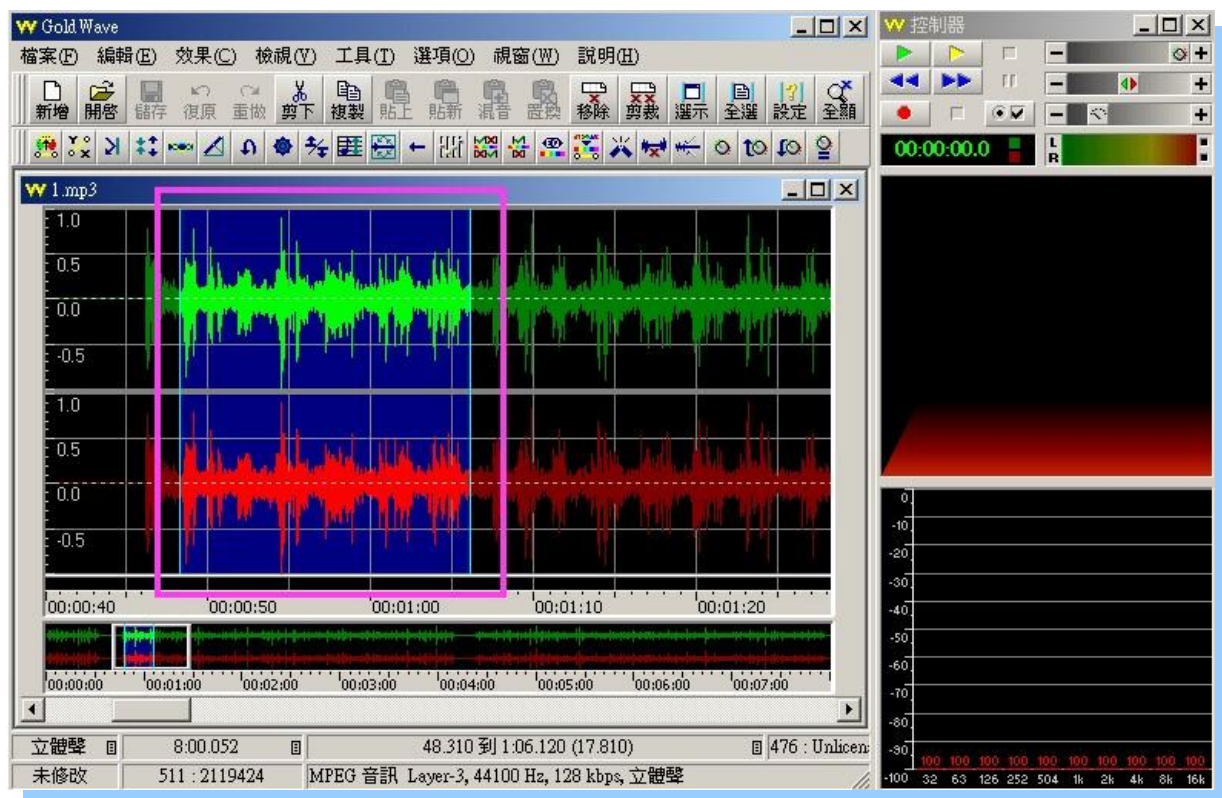 Gold Wave
檔案(F) 編輯(E) 效果(C) 檢視(V) 工具(T) 選項(O) 視窗(W) 說明(H)
新增 開啓 儲存 復原 重做 剪下 複製 貼上 貼新 混音 置換 移除 剪裁 選示 全選 設定 全顯
1.mp3
1.0
0.5
0.0
-0.5
1.0
0.5
0.0
-0.5
00:00:40 00:00:50 00:01:00 00:01:10 00:01:20
00:00:00 00:01:00 00:02:00 00:03:00 00:04:00 00:05:00 00:06:00 00:07:00
立體聲 8:00.052 48.310 到 1:06.120 (17.810) 476 : Unlicen
未修改 511 : 2119424 MPEG 音訊 Layer-3, 44100 Hz, 128 kbps, 立體聲
控制器
00:00:00.0 L
R
0
-10
-20
-30
-40
-50
-60
-70
-80
-90
100 100 100 100 100 100 100 100 100 100
-100 32 63 126 252 504 1k 2k 4k 8k 16k